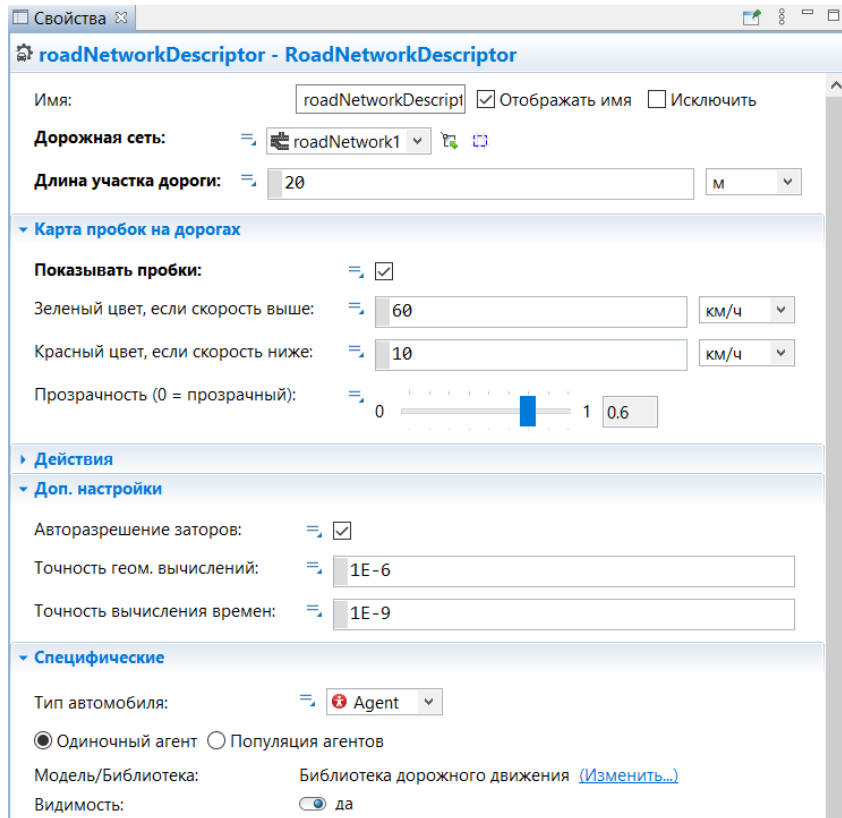 Свойства
roadNetworkDescriptor - RoadNetworkDescriptor
Имя: roadNetworkDescript Отображать имя Исключить
Дорожная сеть: roadNetwork1
Длина участка дороги: 20 м
Карта пробок на дорогах
Показывать пробки:
Зеленый цвет, если скорость выше: 60 км/ч
Красный цвет, если скорость ниже: 10 км/ч
Прозрачность (0 = прозрачный): 0 1 0.6
Действия
Доп. настройки
Авторазрешение заторов:
Точность геом. вычислений: 1E-6
Точность вычисления времен: 1E-9
Специфические
Тип автомобиля: Agent
Одиночный агент Популяция агентов
Модель/Библиотека: Библиотека дорожного движения (Изменить...)
Видимость: да